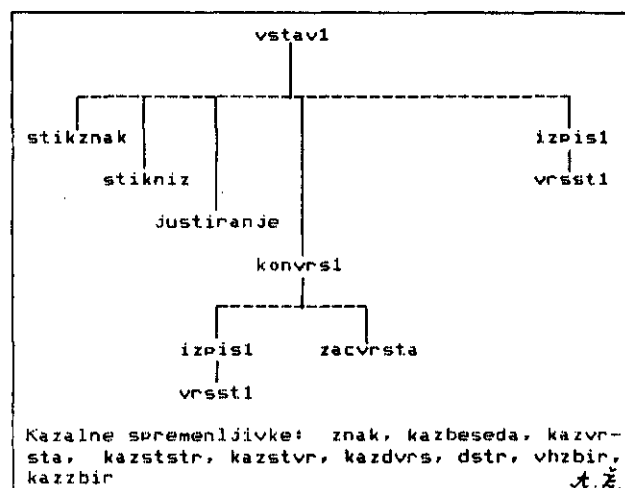 vstav1
stikznak izpis1
stikniz vrsst1
justiranje
konvrs1
izpis1 zacvrsta
vrsst1
Kazalne spremenljivke: znak, kazbeseda, kazvr-
sta, kazststr, kazstvr, kazdvrs, dstr, vhzbir,
kazzbir
A.Ž.